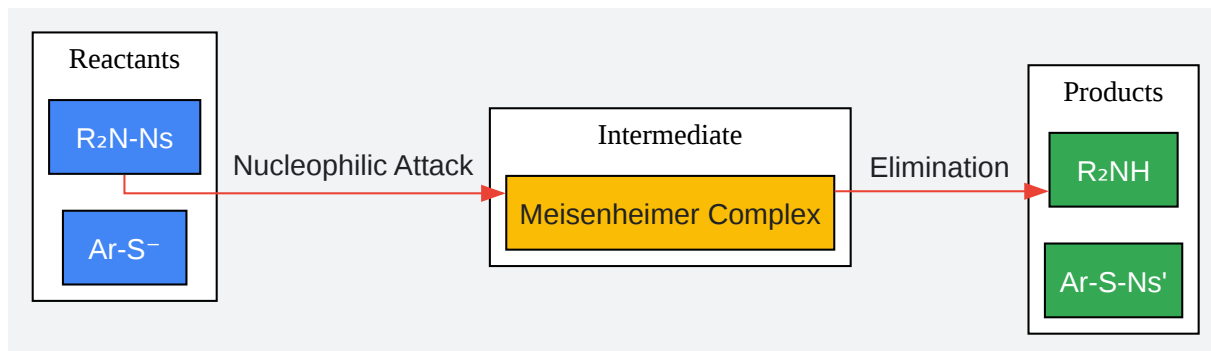 Reactants
R₂N-Ns
Ar-S⁻
Nucleophilic Attack
Intermediate
Meisenheimer Complex
Elimination
Products
R₂NH
Ar-S-Ns'